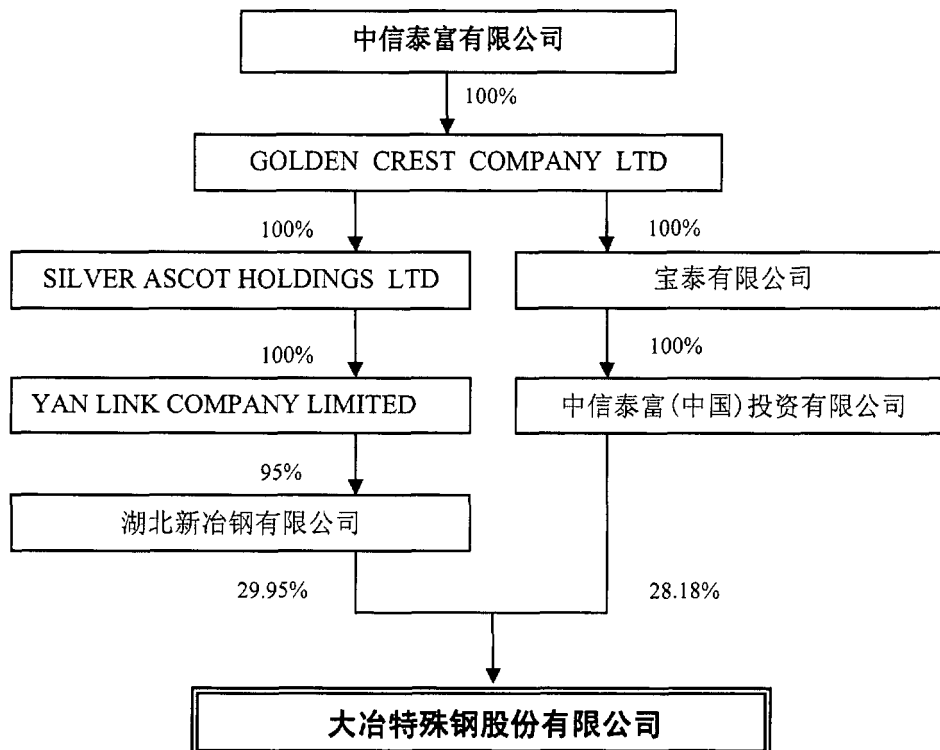 中信泰富有限公司
100%
GOLDEN CREST COMPANY LTD
100%
100%
SILVER ASCOT HOLDINGS LTD
宝泰有限公司
100%
100%
YAN LINK COMPANY LIMITED
中信泰富(中国)投资有限公司
95%
湖北新冶钢有限公司
29.95%
28.18%
大冶特殊钢股份有限公司